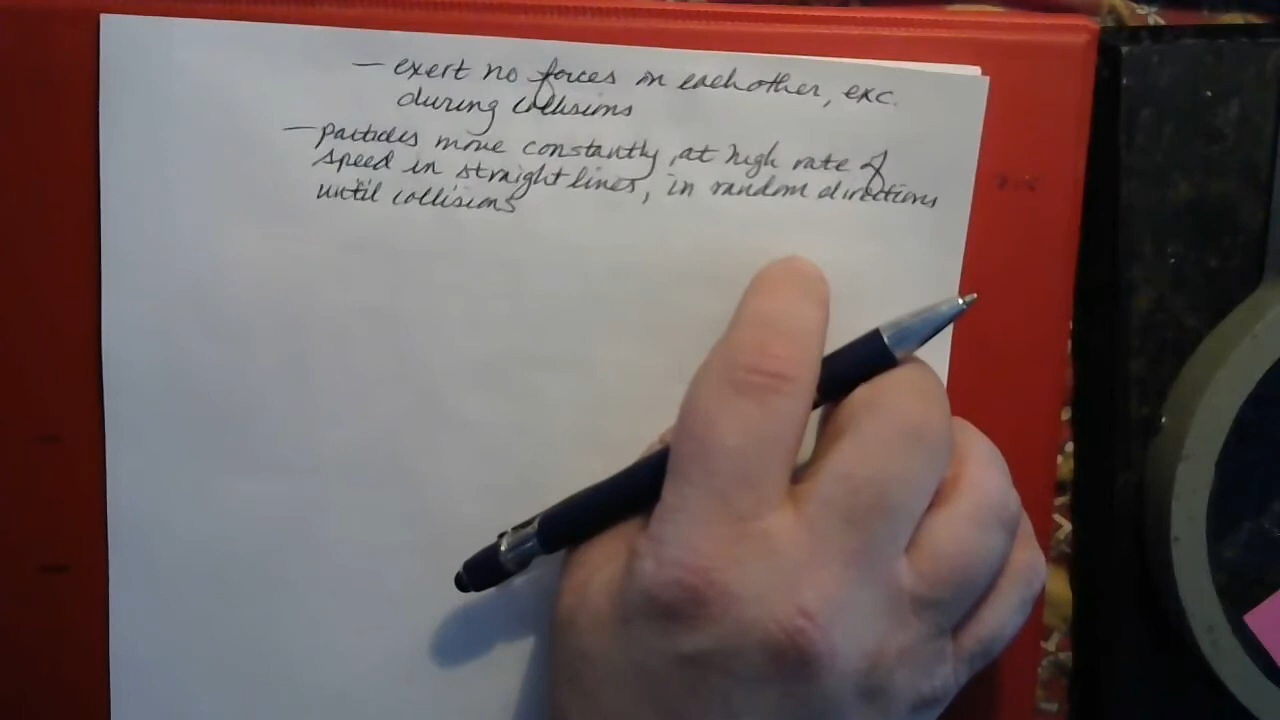 — exert no forces on eachother, exc.
during collisions
— particles move constantly, at high rate of
speed in straight lines, in random directions
until collisions